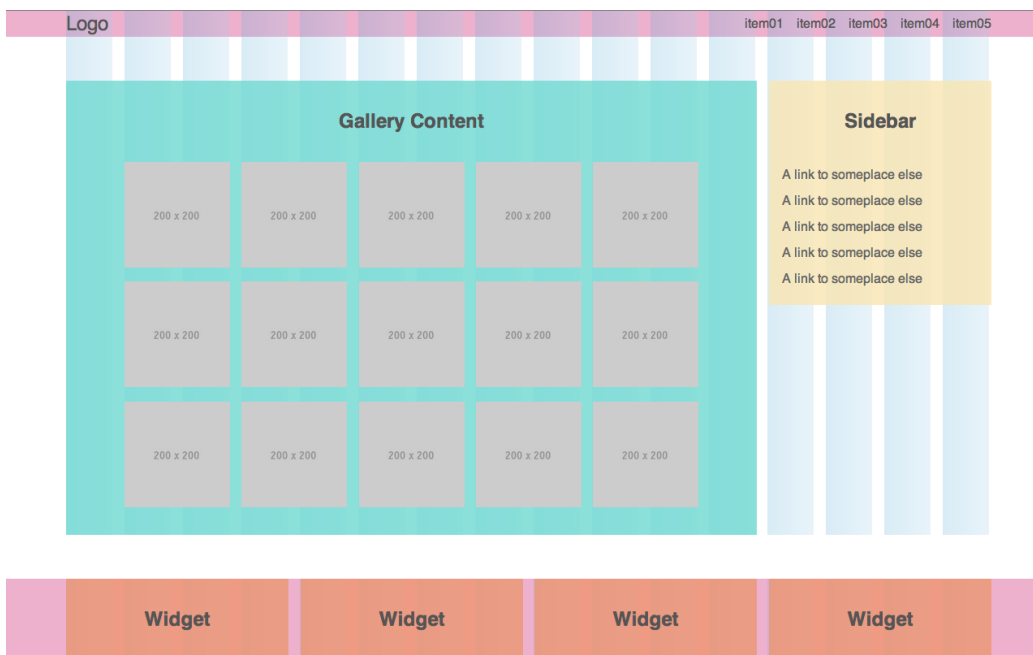 Logo item01 item02 item03 item04 item05
Gallery Content
200 x 200 200 x 200 200 x 200 200 x 200 200 x 200
200 x 200 200 x 200 200 x 200 200 x 200 200 x 200
200 x 200 200 x 200 200 x 200 200 x 200 200 x 200
Sidebar
A link to someplace else
A link to someplace else
A link to someplace else
A link to someplace else
A link to someplace else
Widget Widget Widget Widget